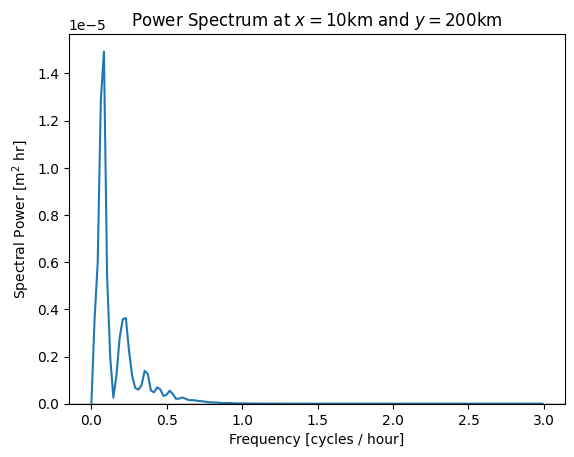 Power Spectrum at x = 10km and y = 200km
1e−5
1.4
1.2
1.0
0.8
0.6
0.4
0.2
0.0
Spectral Power [m² hr]
0.0 0.5 1.0 1.5 2.0 2.5 3.0
Frequency [cycles / hour]